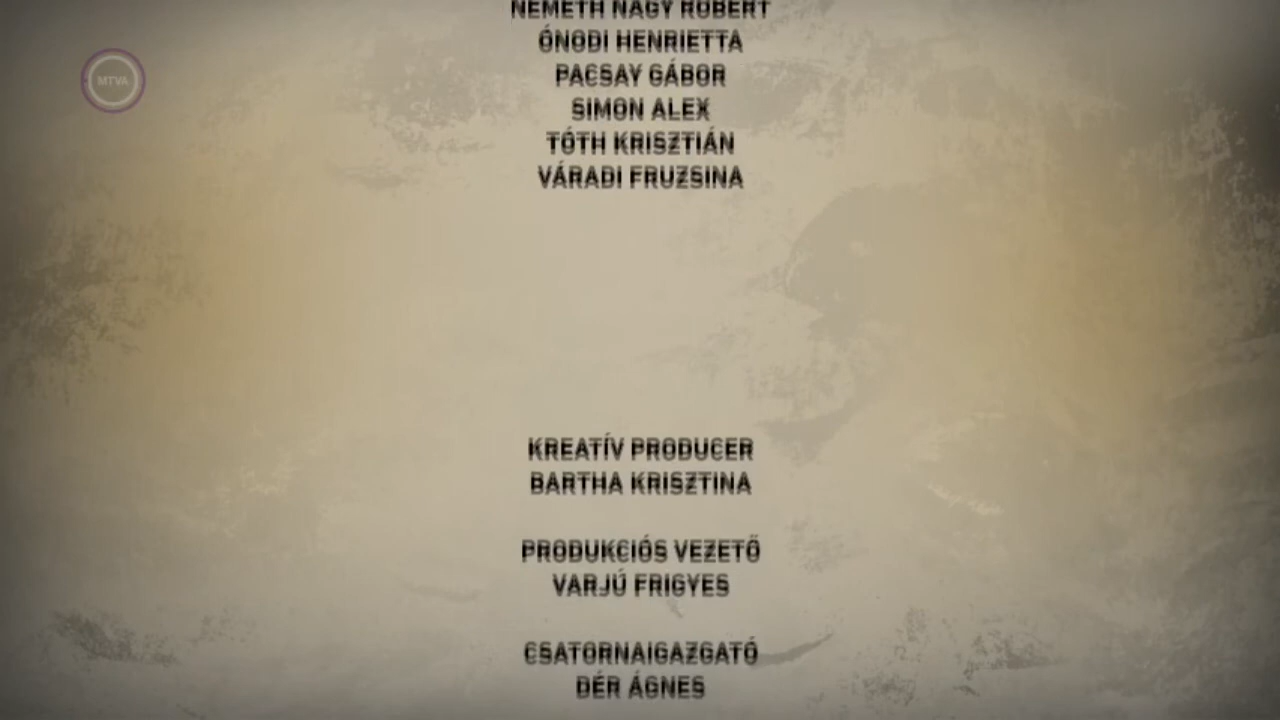 NÉMETH NAGY RÓBERT
ÓNODI HENRIETTA
MTVA
PACSAY GÁBOR
SIMON ALEX
TÓTH KRISZTIÁN
VÁRADI FRUZSINA
KREATÍV PRODUCER
BARTHA KRISZTINA
PRODUKCIÓS VEZETŐ
VARJÚ FRIGYES
CSATORNAIGAZGATÓ
DÉR ÁGNES